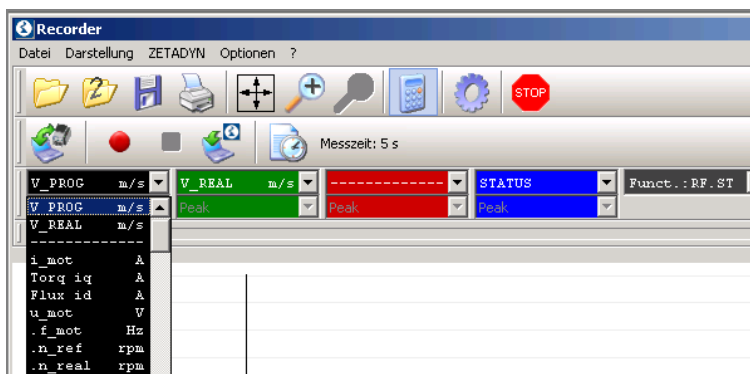 Recorder
Datei Darstellung ZETADYN Optionen ?
2 STOP
Messzeit: 5 s
V_PROG m/s V_REAL m/s ------------- STATUS Funct.:RF.ST
Peak Peak Peak
V_PROG m/s
V_REAL m/s
-------------
i_mot A
Torq iq A
Flux id A
u_mot V
.f_mot Hz
.n_ref rpm
.n_real rpm